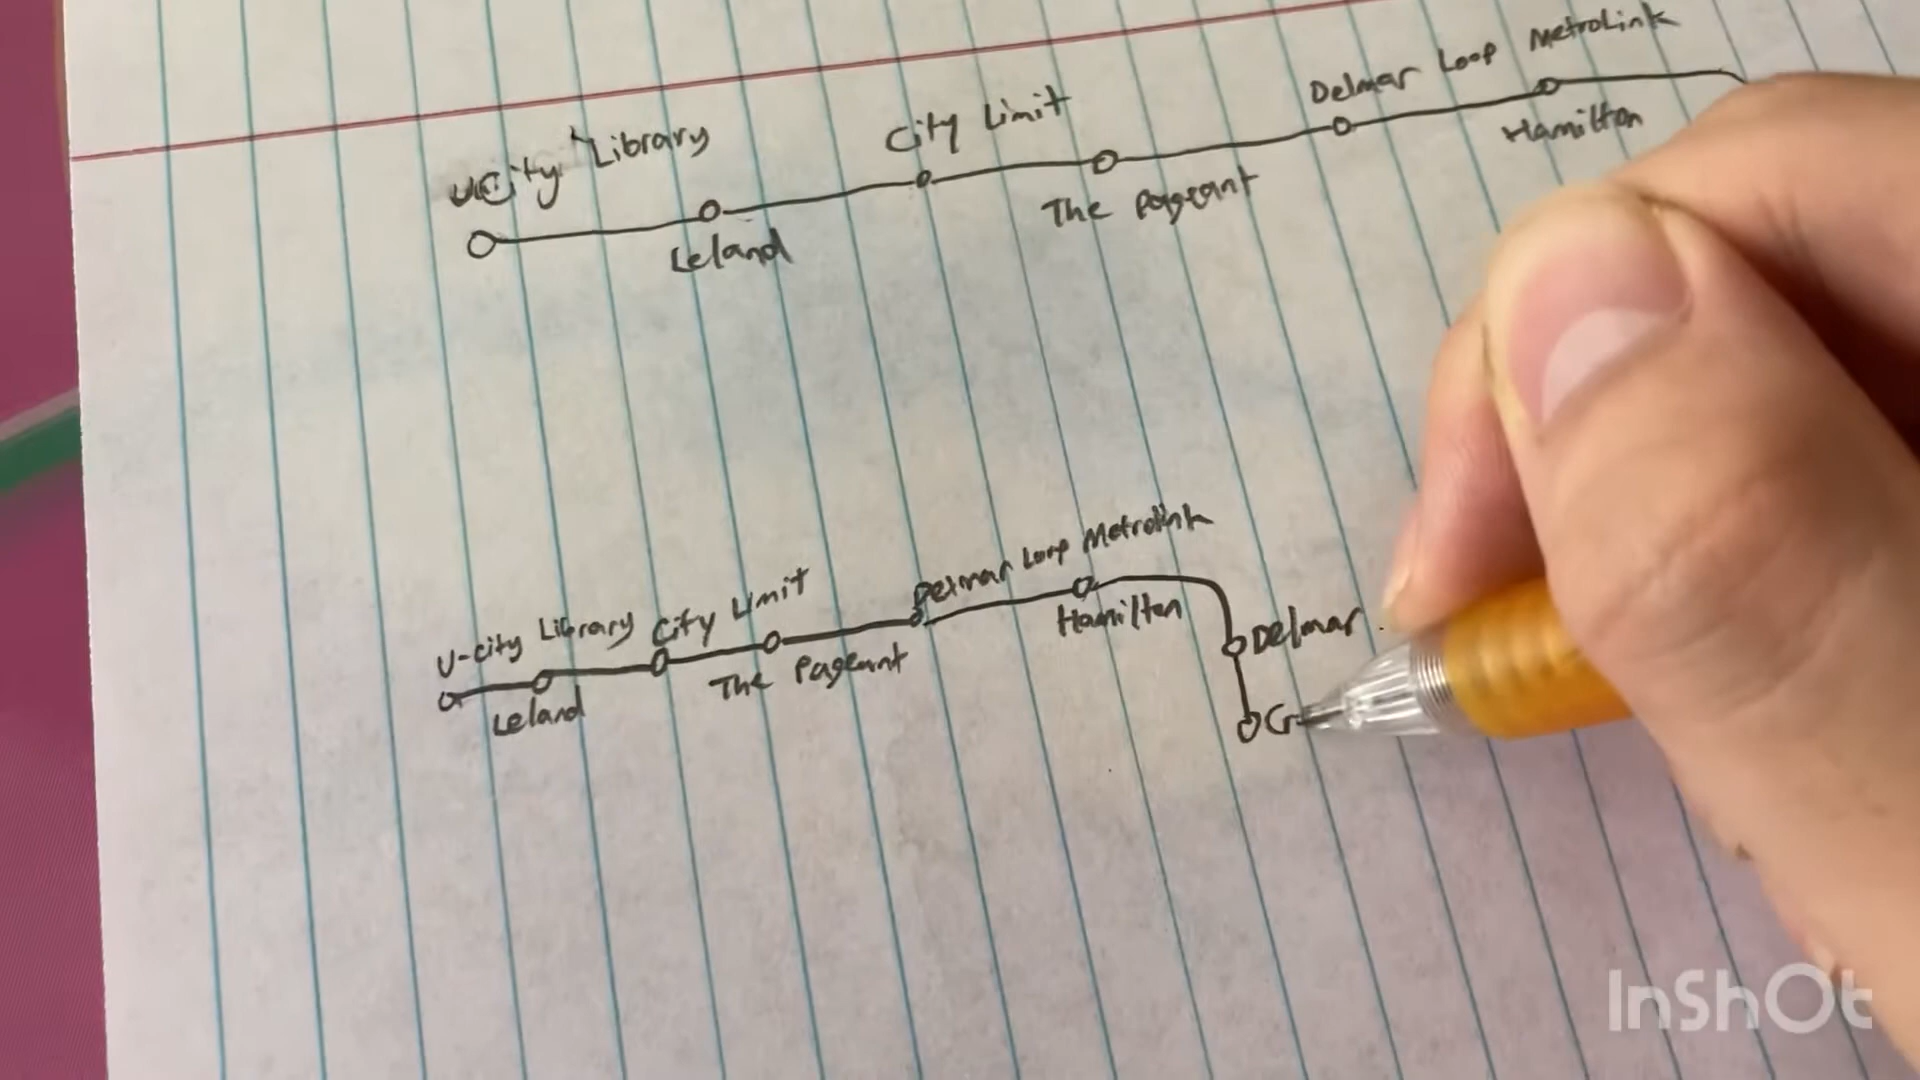 U City Library
Leland
City Limit
The Pageant
Delmar Loop MetroLink
Hamilton
U-City Library
Leland
City Limit
The Pageant
Delmar Loop Metrolink
Hamilton
Delmar
InShOt